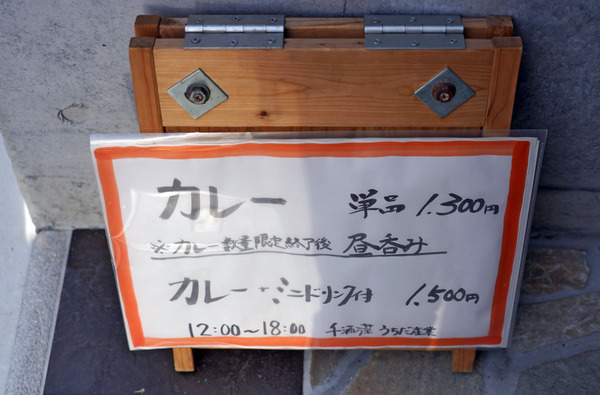 カレー 単品 1.300円
※カレー数量限定終了後 昼呑み
カレー・ミニドリンク付 1.500円
12:00～18:00